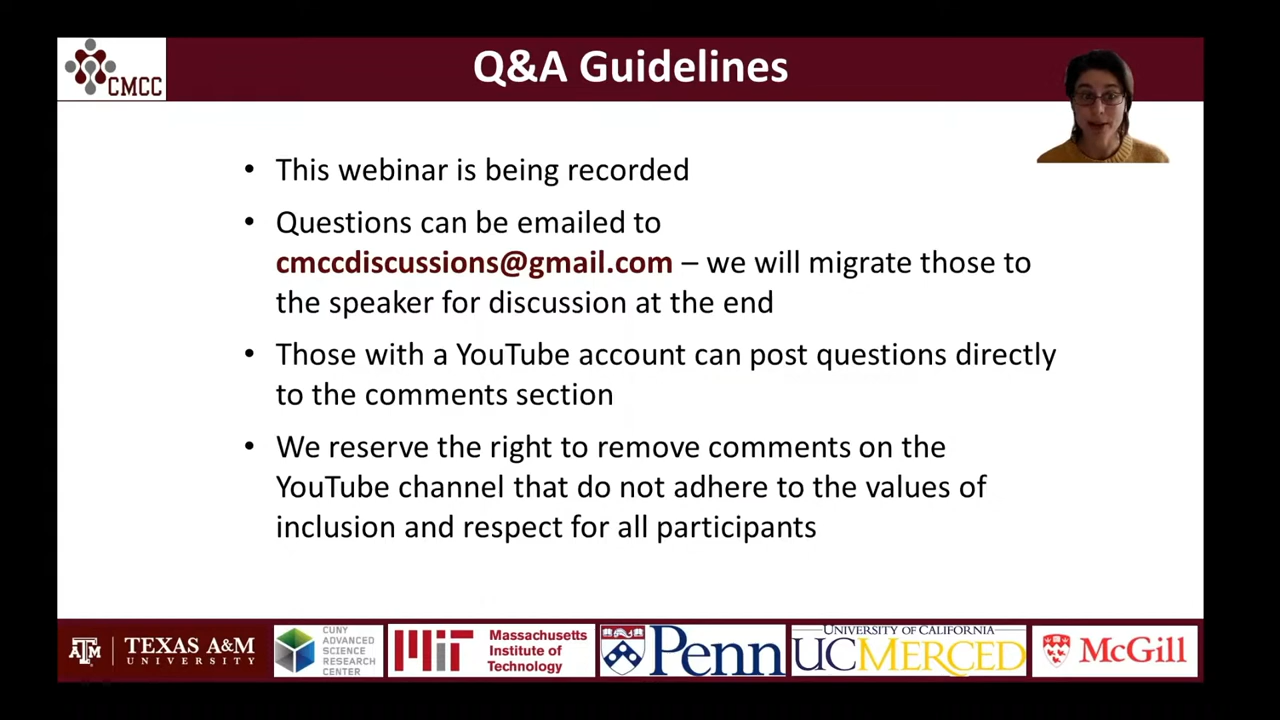 CMCC
Q&A Guidelines
• This webinar is being recorded
• Questions can be emailed to
cmccdiscussions@gmail.com – we will migrate those to
the speaker for discussion at the end
• Those with a YouTube account can post questions directly
to the comments section
• We reserve the right to remove comments on the
YouTube channel that do not adhere to the values of
inclusion and respect for all participants
ATM
TEXAS A&M
UNIVERSITY
CUNY
ADVANCED
SCIENCE
RESEARCH
CENTER
MIT
Massachusetts
Institute of
Technology
Penn
UNIVERSITY OF CALIFORNIA
UCMERCED
McGill